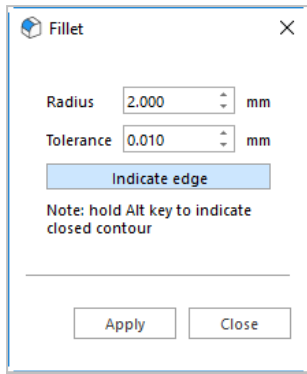 Fillet
Radius 2.000 mm
Tolerance 0.010 mm
Indicate edge
Note: hold Alt key to indicate
closed contour
Apply Close